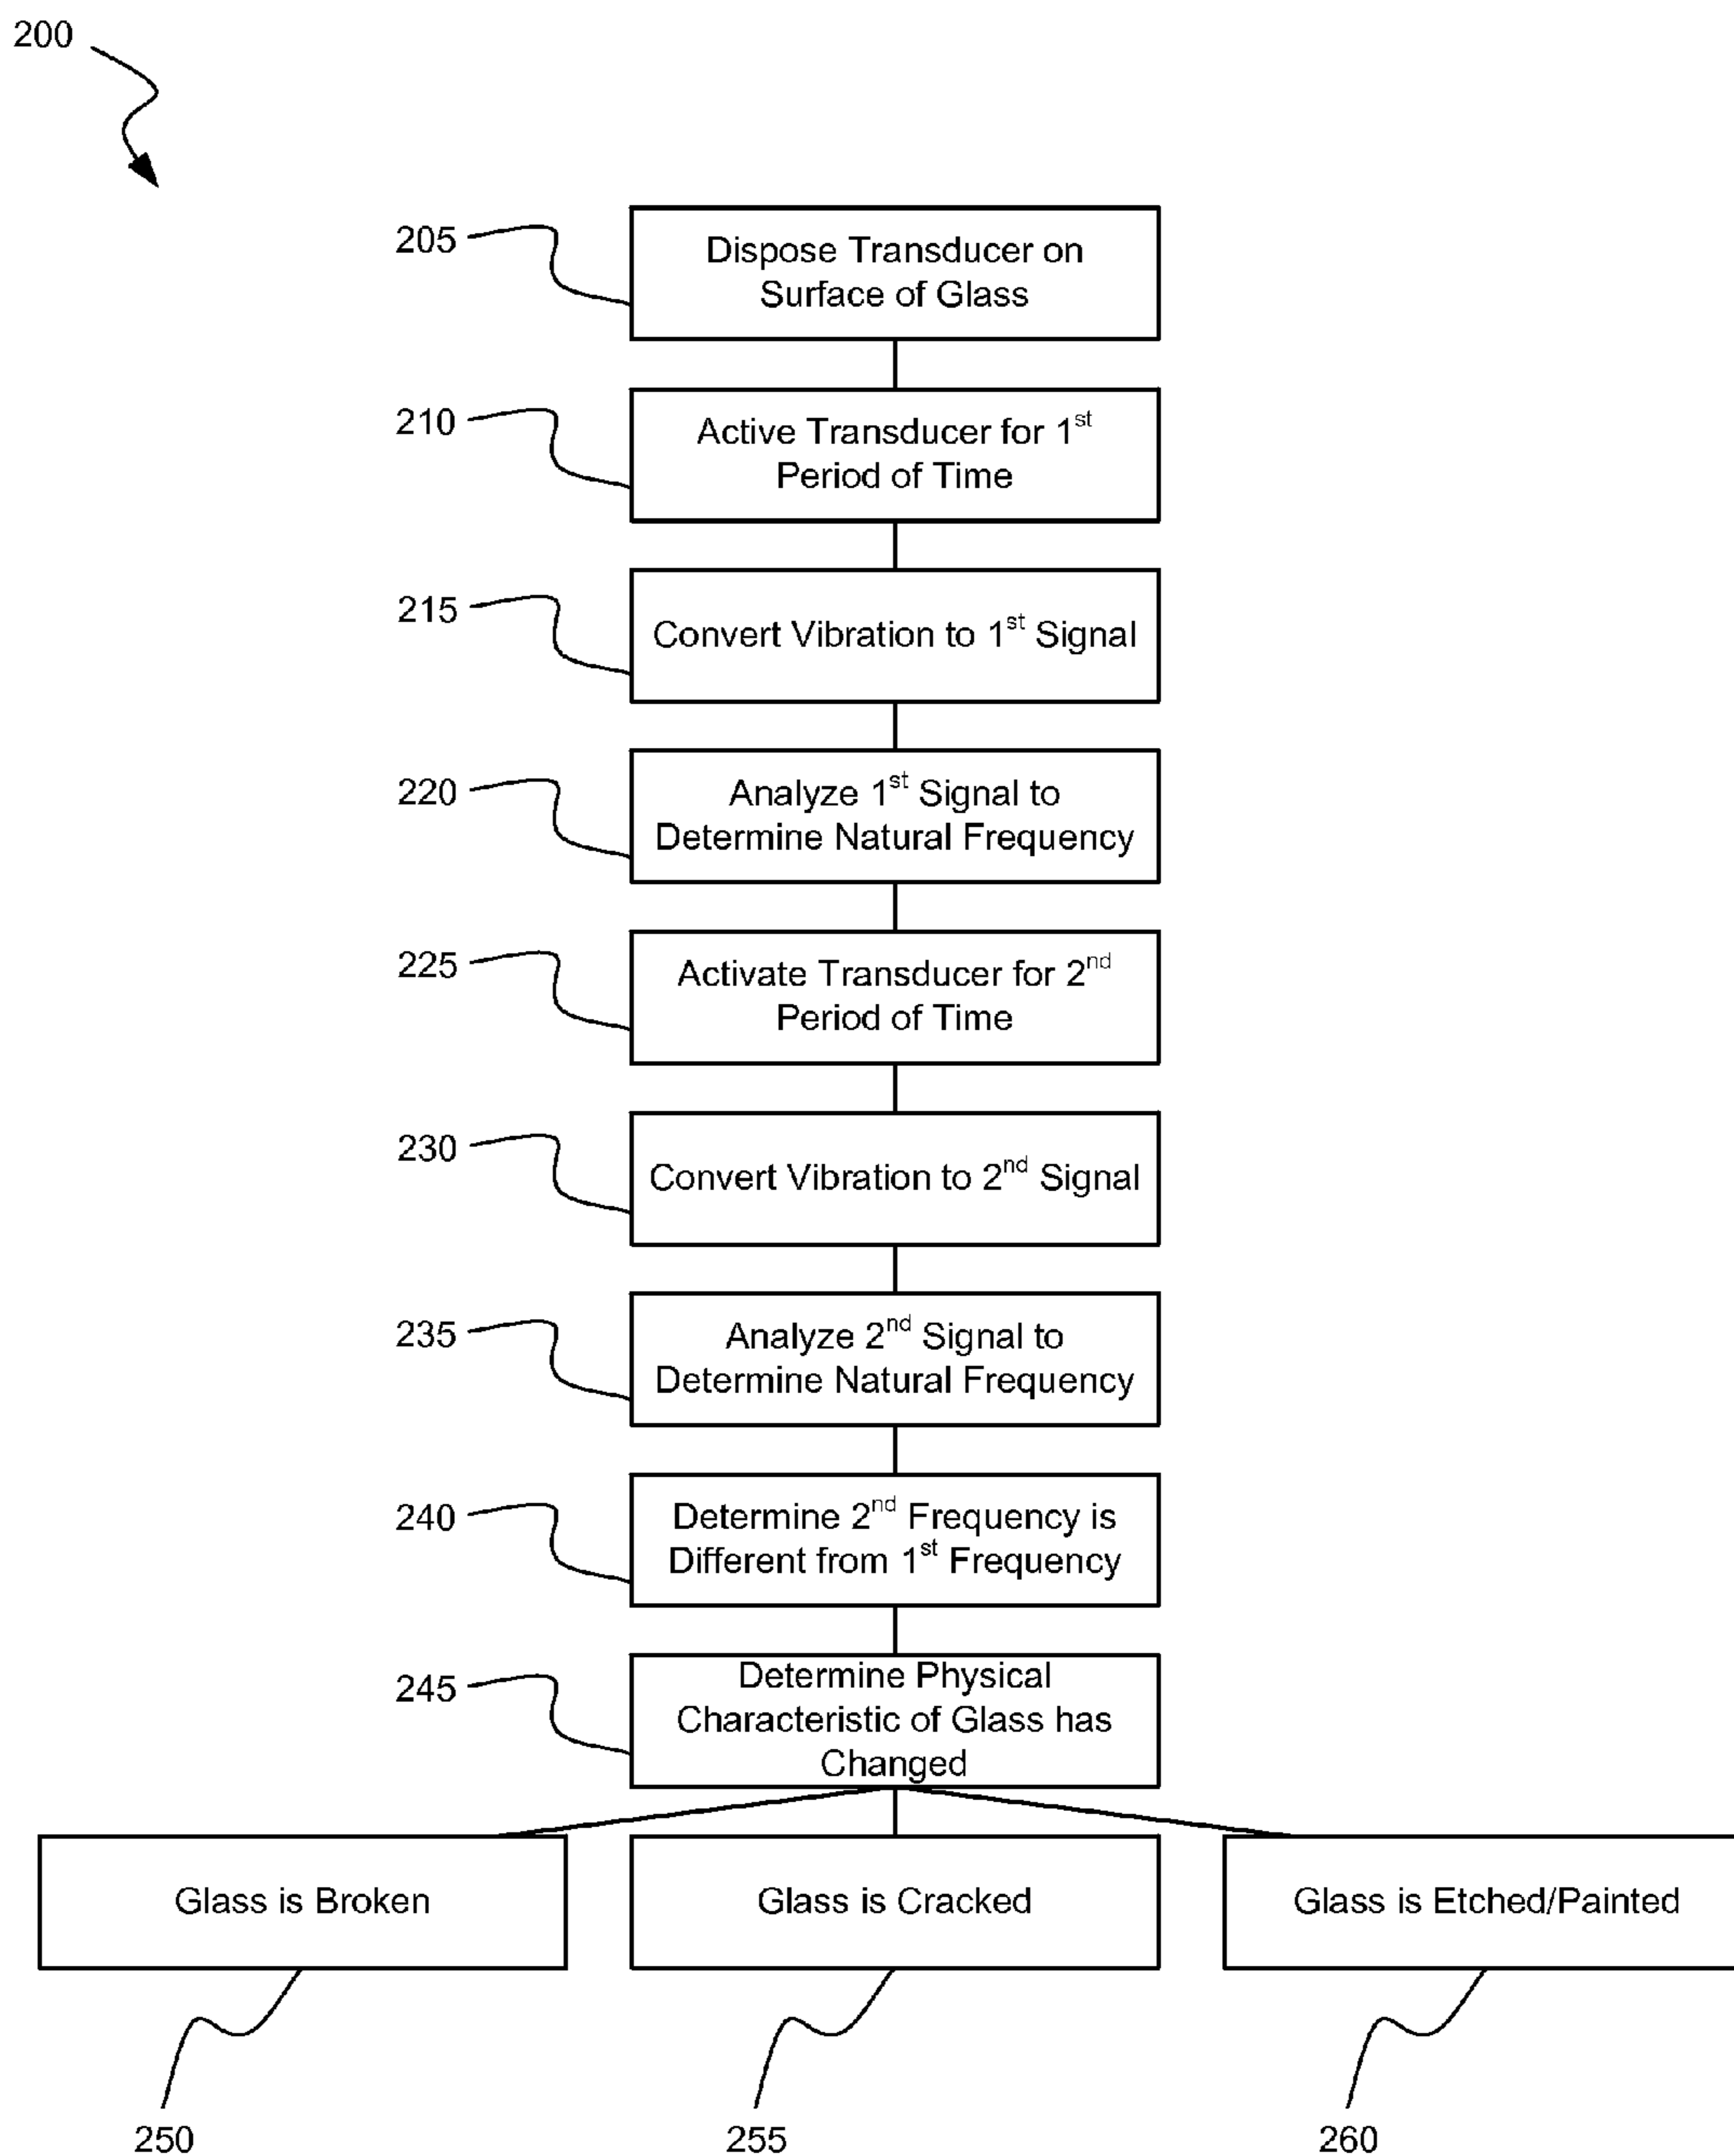 200
205
Dispose Transducer on
Surface of Glass
210
Active Transducer for 1st
Period of Time
215
Convert Vibration to 1st Signal
220
Analyze 1st Signal to
Determine Natural Frequency
225
Activate Transducer for 2nd
Period of Time
230
Convert Vibration to 2nd Signal
235
Analyze 2nd Signal to
Determine Natural Frequency
240
Determine 2nd Frequency is
Different from 1st Frequency
245
Determine Physical
Characteristic of Glass has
Changed
Glass is Broken
Glass is Cracked
Glass is Etched/Painted
250
255
260